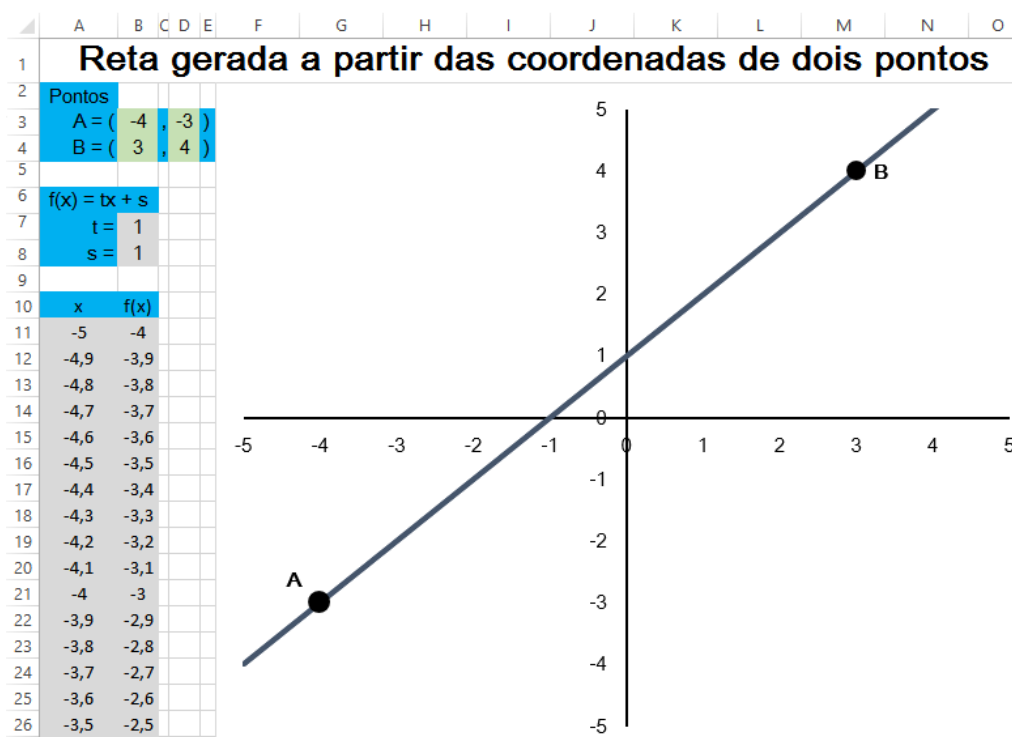 A B C D E F G H I J K L M N O
1 Reta gerada a partir das coordenadas de dois pontos
2 Pontos
3 A = ( -4 , -3 )
4 B = ( 3 , 4 )
5
6 f(x) = tx + s
7 t = 1
8 s = 1
9
10 x f(x)
11 -5 -4
12 -4,9 -3,9
13 -4,8 -3,8
14 -4,7 -3,7
15 -4,6 -3,6
16 -4,5 -3,5
17 -4,4 -3,4
18 -4,3 -3,3
19 -4,2 -3,2
20 -4,1 -3,1
21 -4 -3
22 -3,9 -2,9
23 -3,8 -2,8
24 -3,7 -2,7
25 -3,6 -2,6
26 -3,5 -2,5
5
4
B
3
2
1
0
-5 -4 -3 -2 -1 0 1 2 3 4 5
-1
-2
A
-3
-4
-5